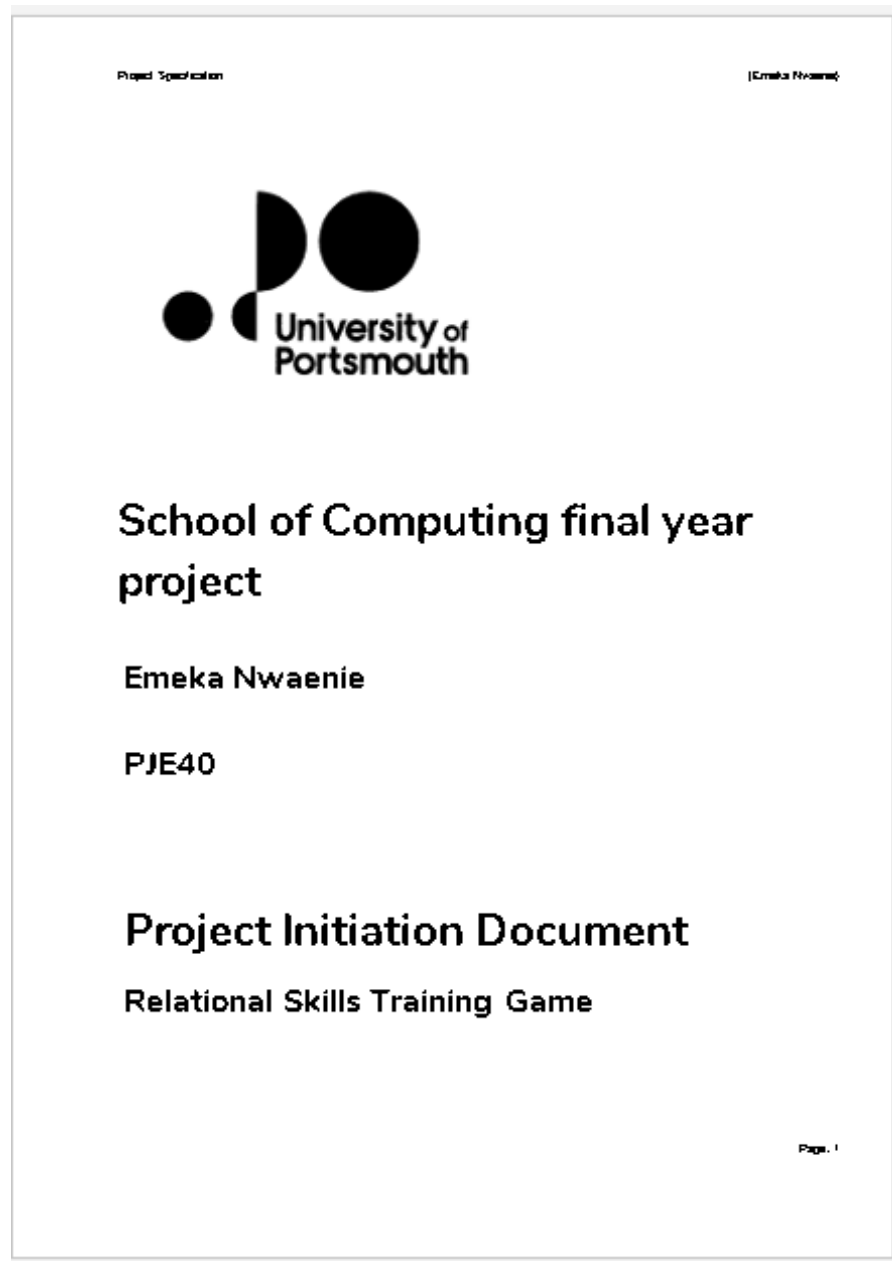 Project Specification (Emeka Nwaenie)
University of
Portsmouth
School of Computing final year
project
Emeka Nwaenie
PJE40
Project Initiation Document
Relational Skills Training Game
Page. 1